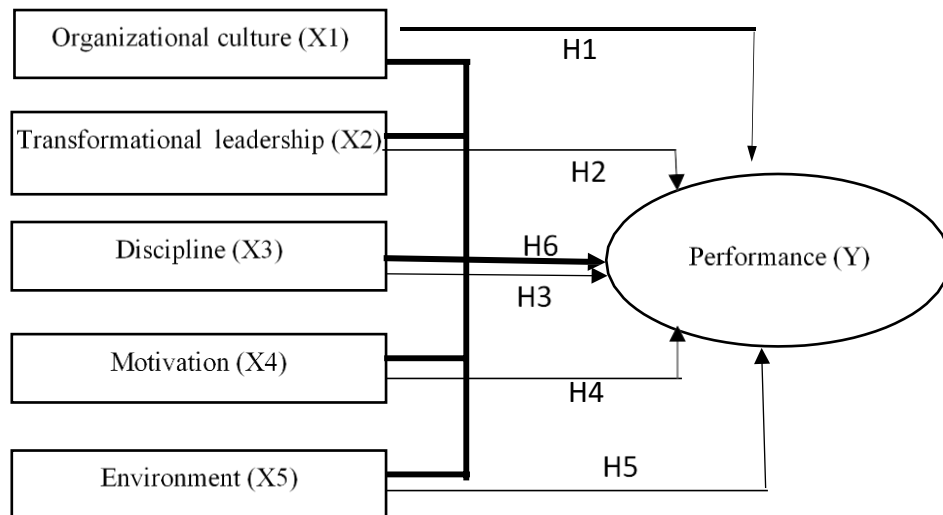 Organizational culture (X1)
H1
Transformational leadership (X2)
H2
Discipline (X3)
H6
Performance (Y)
H3
Motivation (X4)
H4
Environment (X5)
H5